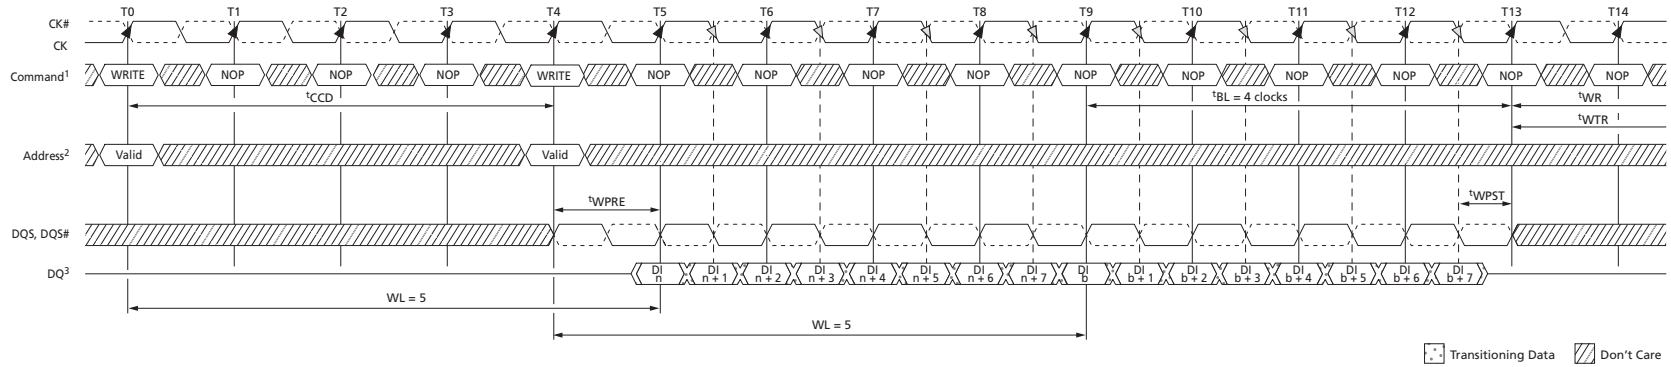 T0 T1 T2 T3 T4 T5 T6 T7 T8 T9 T10 T11 T12 T13 T14
CK#
CK
Command1 WRITE NOP NOP NOP WRITE NOP NOP NOP NOP NOP NOP NOP NOP NOP NOP
tCCD tBL = 4 clocks tWR
tWTR
Address2 Valid Valid
tWPRE tWPST
DQS, DQS#
DQ3 DI n DI n + 1 DI n + 2 DI n + 3 DI n + 4 DI n + 5 DI n + 6 DI n + 7 DI b DI b + 1 DI b + 2 DI b + 3 DI b + 4 DI b + 5 DI b + 6 DI b + 7
WL = 5
WL = 5
Transitioning Data Don't Care